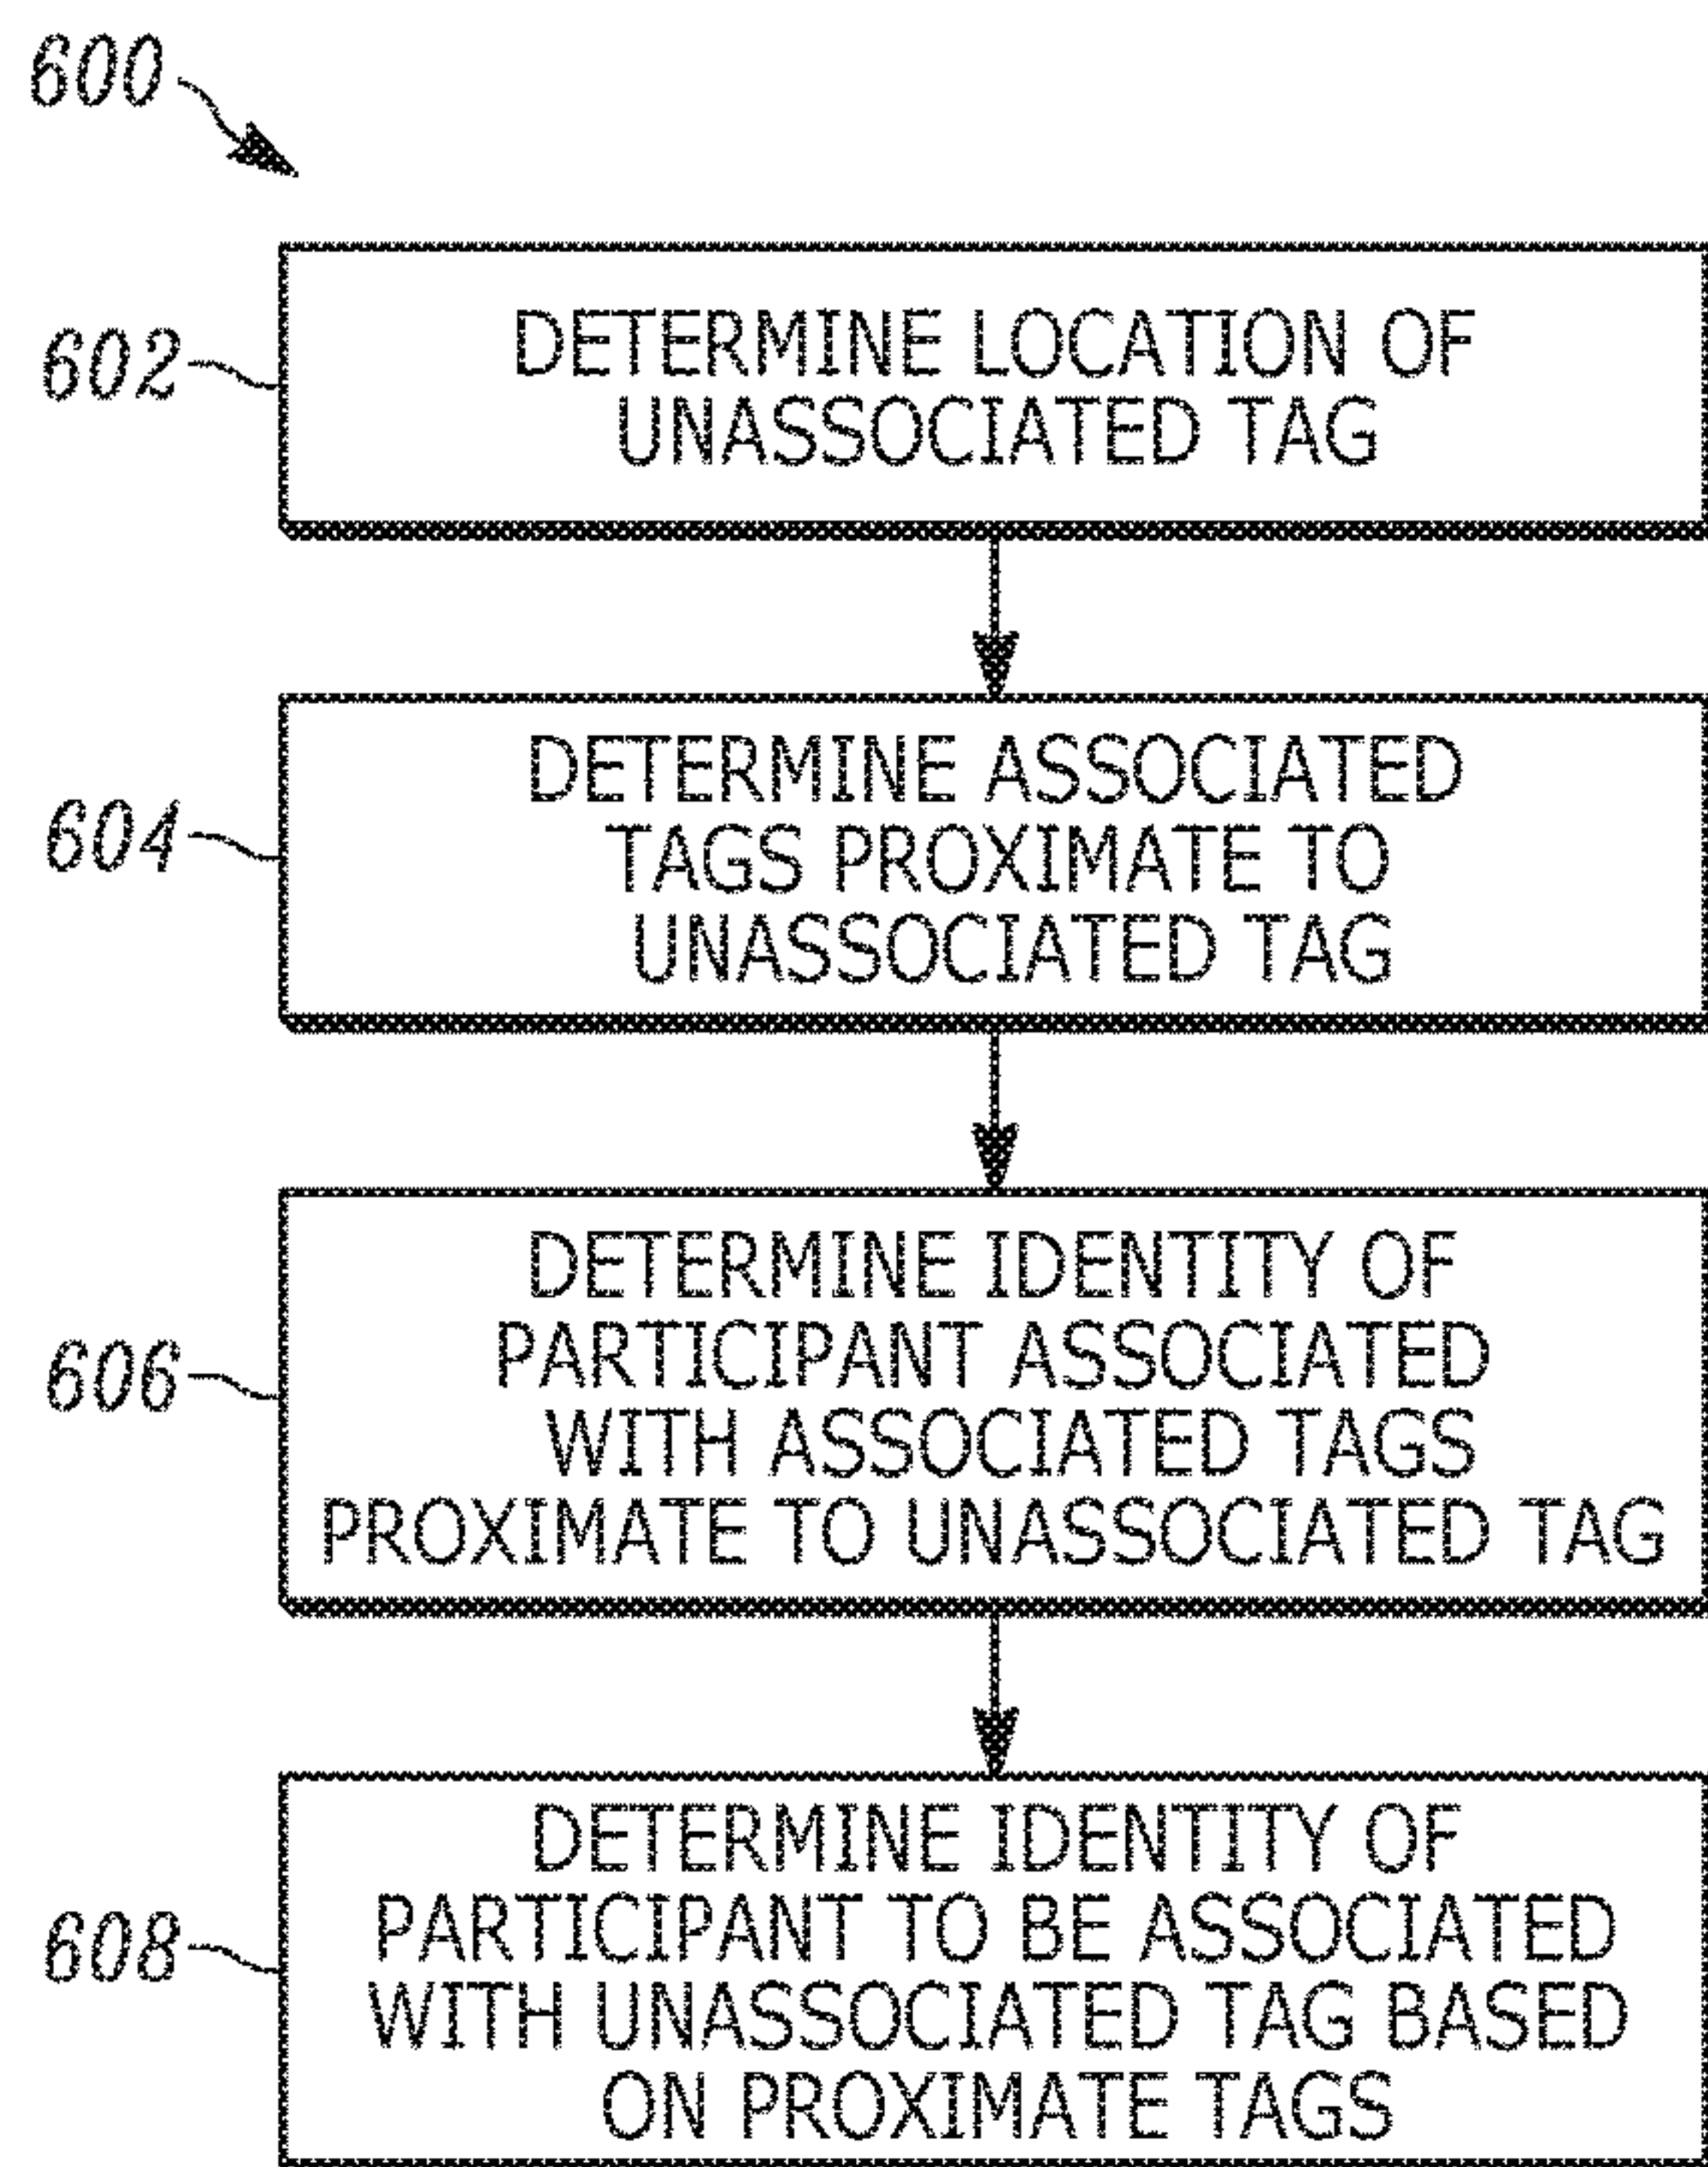 600
602
DETERMINE LOCATION OF
UNASSOCIATED TAG
604
DETERMINE ASSOCIATED
TAGS PROXIMATE TO
UNASSOCIATED TAG
606
DETERMINE IDENTITY OF
PARTICIPANT ASSOCIATED
WITH ASSOCIATED TAGS
PROXIMATE TO UNASSOCIATED TAG
608
DETERMINE IDENTITY OF
PARTICIPANT TO BE ASSOCIATED
WITH UNASSOCIATED TAG BASED
ON PROXIMATE TAGS